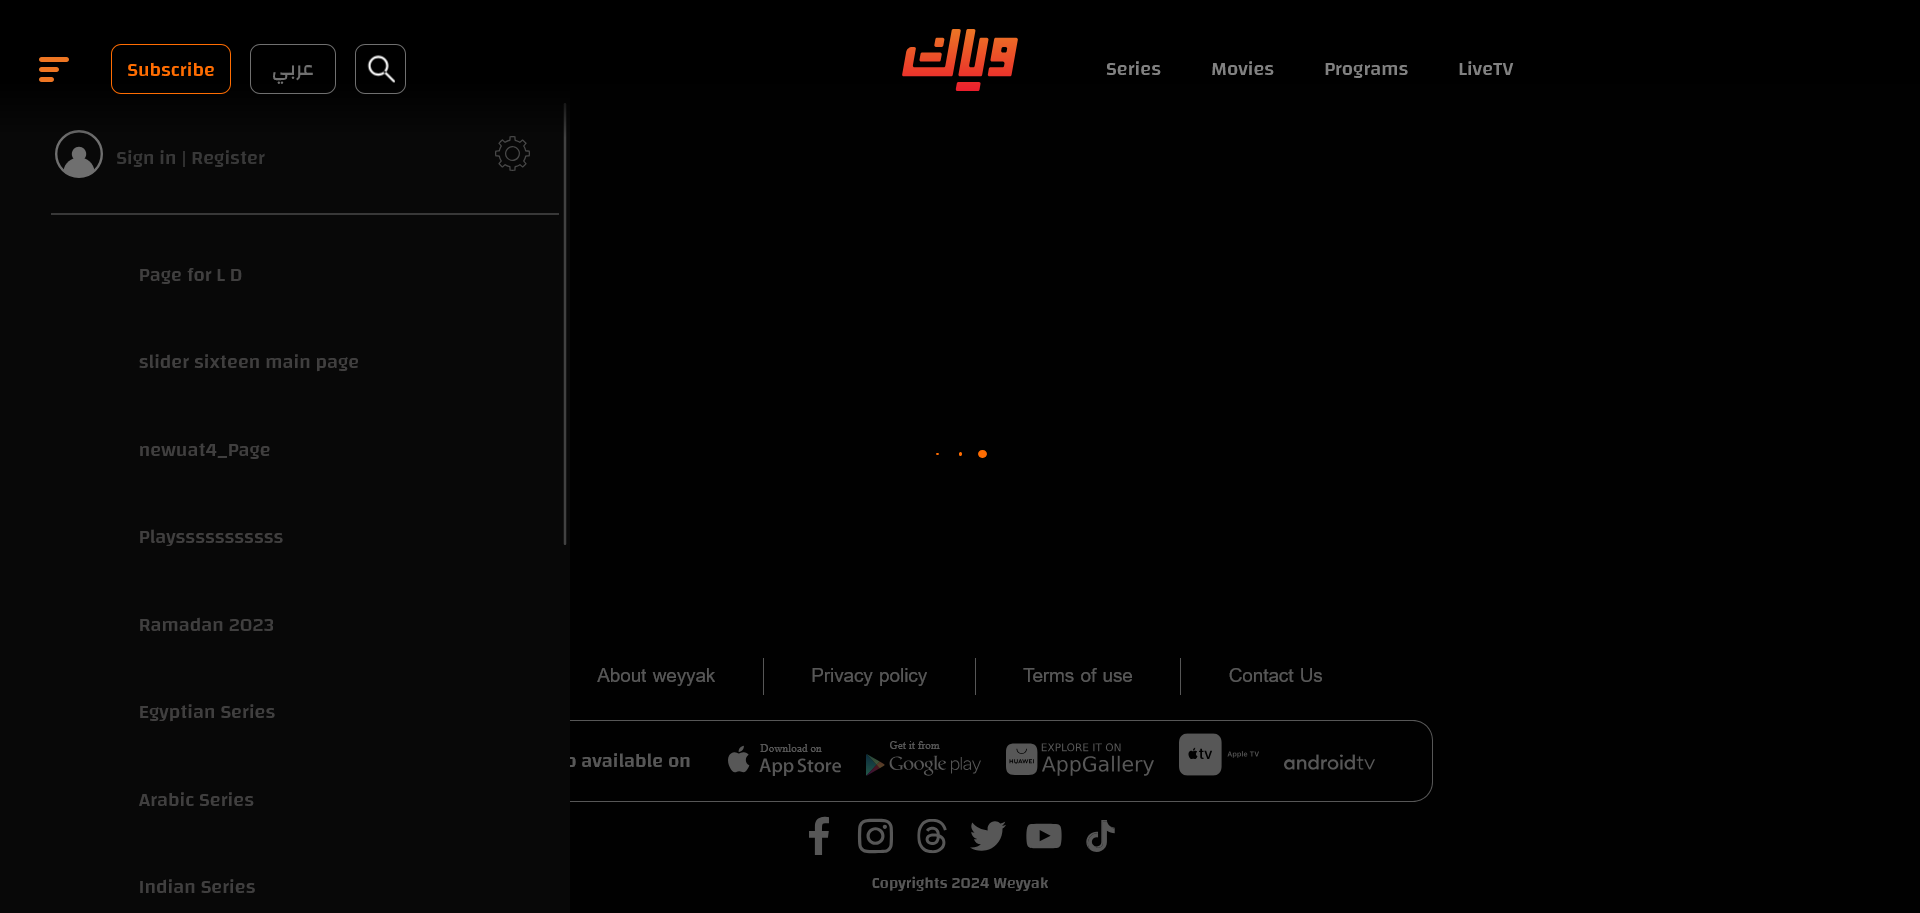 Subscribe
عربي
وياك
Series
Movies
Programs
LiveTV
Sign in | Register
Page for L D
slider sixteen main page
newuat4_Page
Playsssssssssss
Ramadan 2023
Egyptian Series
Arabic Series
Indian Series
About weyyak
Privacy policy
Terms of use
Contact Us
available on
Download on
App Store
Get it from
Google play
HUAWEI
EXPLORE IT ON
AppGallery
tv
Apple TV
androidtv
Copyrights 2024 Weyyak